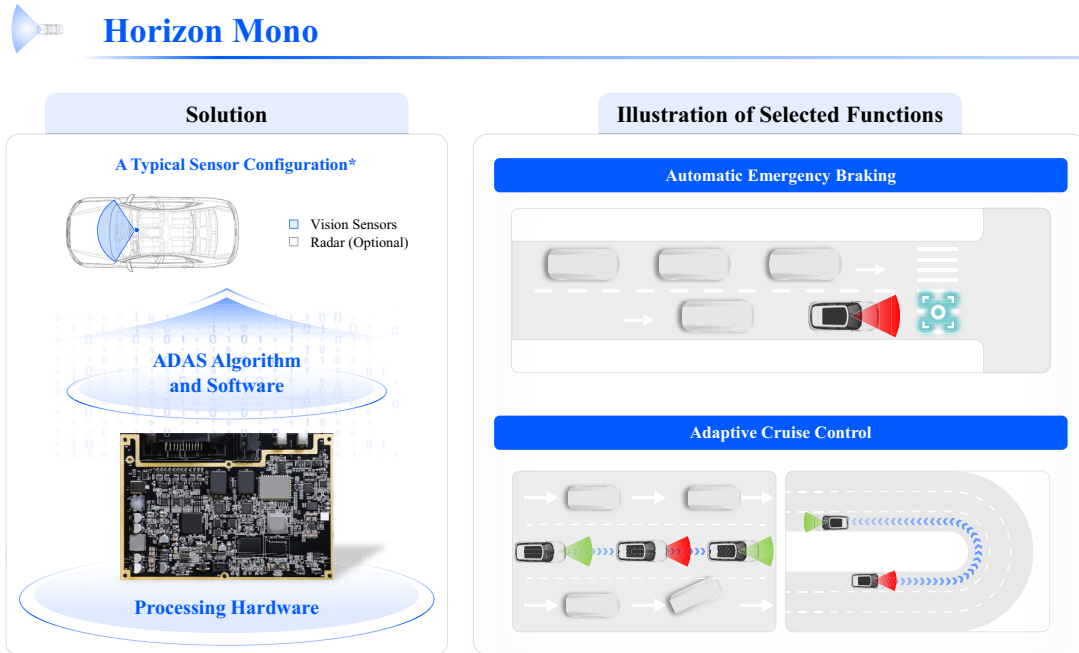 Horizon Mono
Solution
A Typical Sensor Configuration*
Vision Sensors
Radar (Optional)
ADAS Algorithm
and Software
Processing Hardware
Illustration of Selected Functions
Automatic Emergency Braking
Adaptive Cruise Control